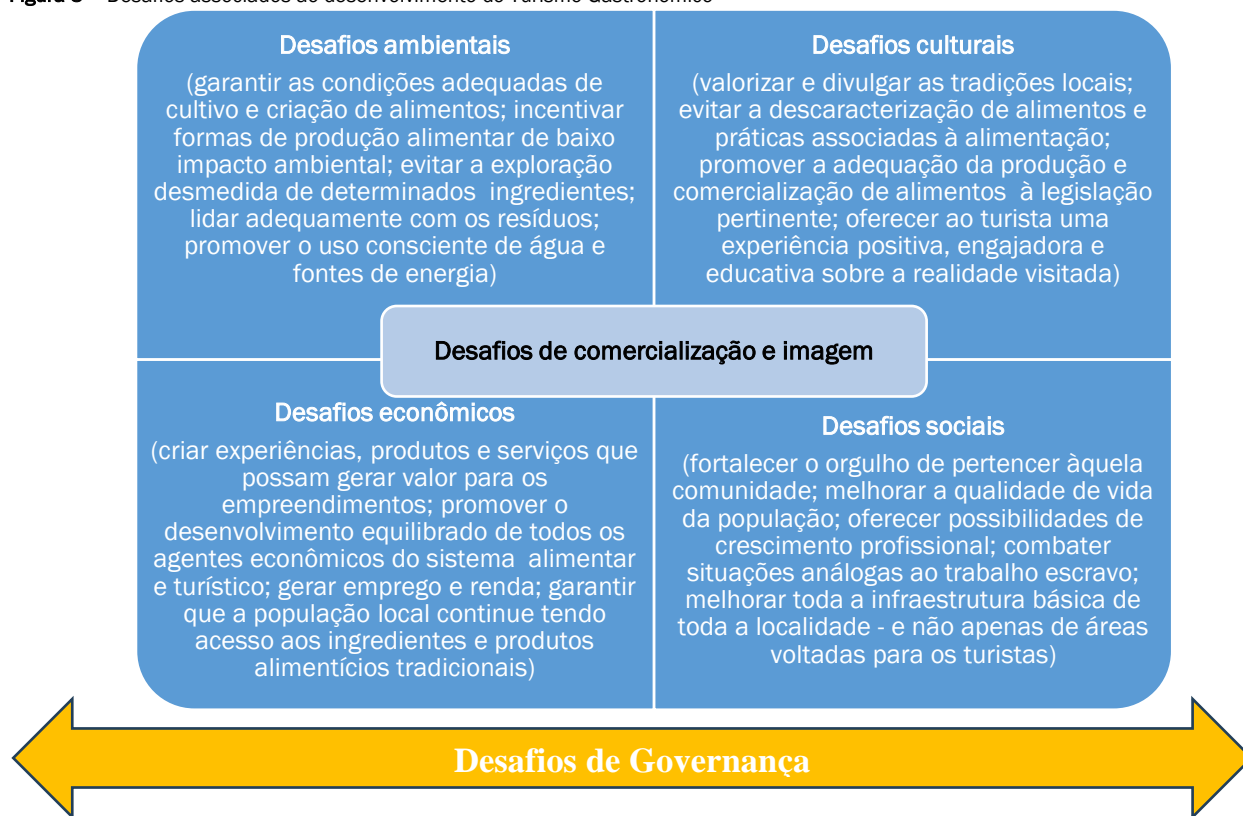 Desafios ambientais
(garantir as condições adequadas de
cultivo e criação de alimentos; incentivar
formas de produção alimentar de baixo
impacto ambiental; evitar a exploração
desmedida de determinados ingredientes;
lidar adequadamente com os resíduos;
promover o uso consciente de água e
fontes de energia)
Desafios culturais
(valorizar e divulgar as tradições locais;
evitar a descaracterização de alimentos e
práticas associadas à alimentação;
promover a adequação da produção e
comercialização de alimentos à legislação
pertinente; oferecer ao turista uma
experiência positiva, engajadora e
educativa sobre a realidade visitada)
Desafios de comercialização e imagem
Desafios econômicos
(criar experiências, produtos e serviços que
possam gerar valor para os
empreendimentos; promover o
desenvolvimento equilibrado de todos os
agentes econômicos do sistema alimentar
e turístico; gerar emprego e renda; garantir
que a população local continue tendo
acesso aos ingredientes e produtos
alimentícios tradicionais)
Desafios sociais
(fortalecer o orgulho de pertencer àquela
comunidade; melhorar a qualidade de vida
da população; oferecer possibilidades de
crescimento profissional; combater
situações análogas ao trabalho escravo;
melhorar toda a infraestrutura básica de
toda a localidade - e não apenas de áreas
voltadas para os turistas)
Desafios de Governança